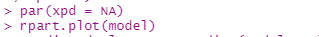 > par(xpd = NA)
> rpart.plot(model)